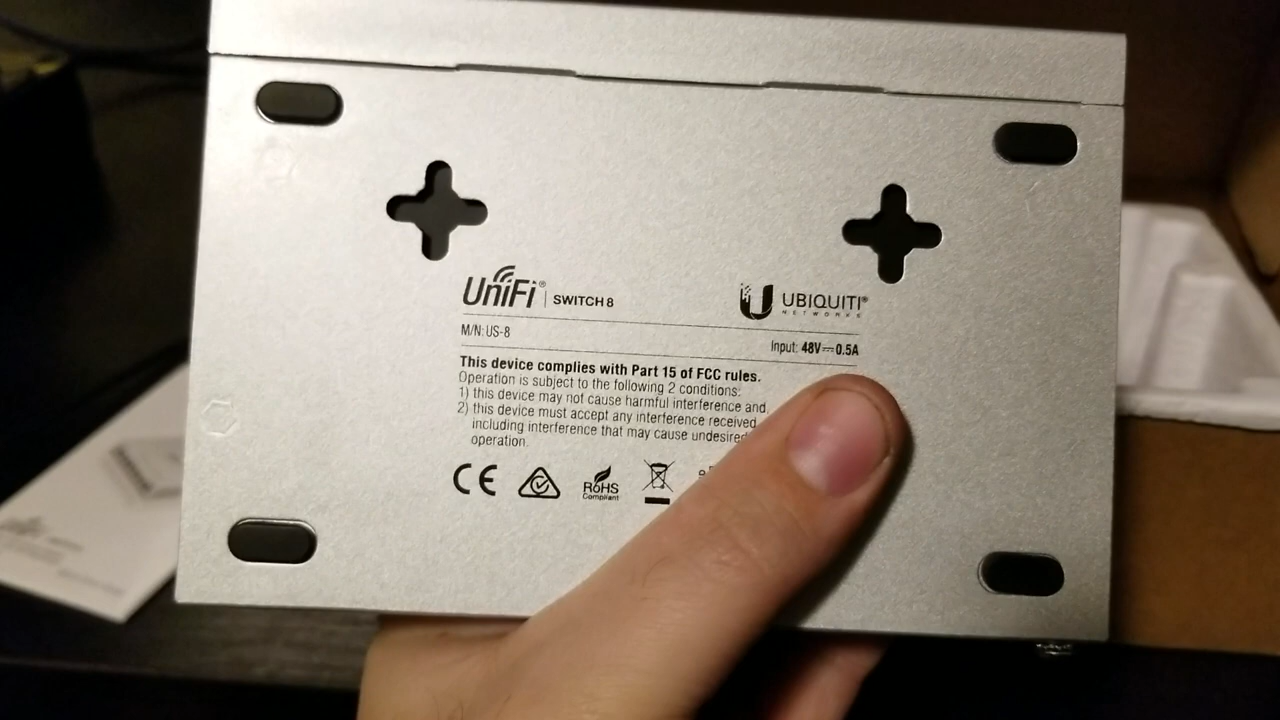 UniFi® | SWITCH 8
UBIQUITI®
NETWORKS
M/N: US-8
Input: 48V⎓0.5A
This device complies with Part 15 of FCC rules.
Operation is subject to the following 2 conditions:
1) this device may not cause harmful interference and,
2) this device must accept any interference received
including interference that may cause undesired
operation.
CE
RoHS
Compliant